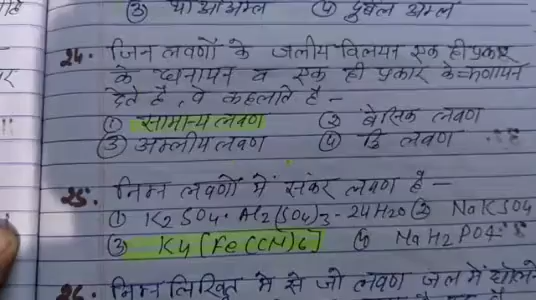 ③ या ओ अम्ल ④ दुर्बल अम्ल
24. जिन लवणों के जलीय विलयन एक ही प्रकार
के धनायन व एक ही प्रकार के ऋणायन
देते है, वे कहलाते है -
① सामान्य लवण ② बेसिक लवण
③ अम्लीय लवण ④ द्वि लवण
25. निम्न लवणों में संकर लवण है -
① K2SO4. Al2(SO4)3-24H2O ② NaKSO4
③ K4[Fe(CN)6] ④ NaH2PO4
26. निम्नलिखित मे से जो लवण जल में घोलने